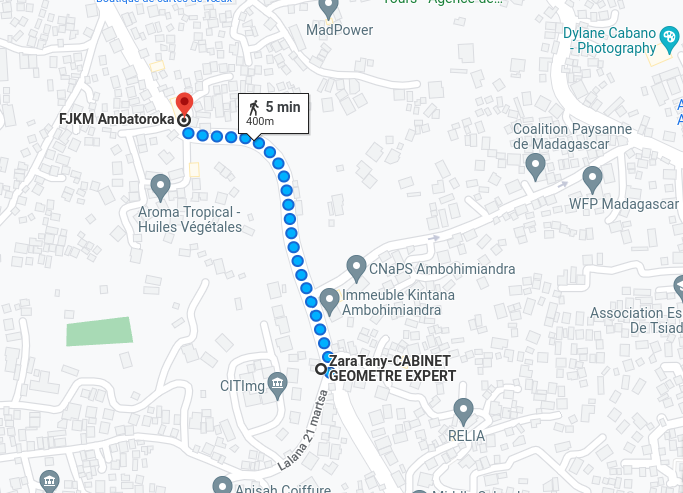 MadPower
Dylane Cabano
- Photography
5 min
400m
FJKM Ambatoroka
Coalition Paysanne
de Madagascar
WFP Madagascar
Aroma Tropical -
Huiles Végétales
CNaPS Ambohimiandra
Immeuble Kintana
Ambohimiandra
Association Es
De Tsiad
ZaraTany-CABINET
GEOMETRE EXPERT
CITImg
Lalana 21 martsa
RELIA
Anisah Coiffure